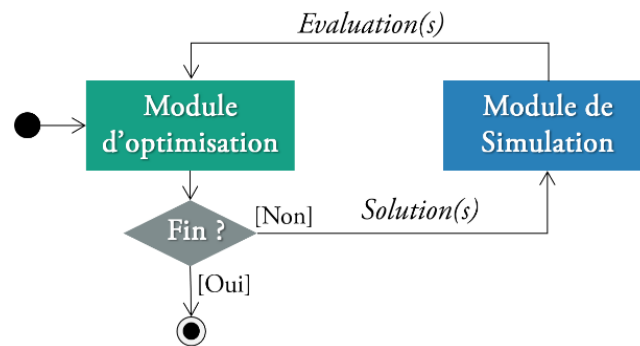 Evaluation(s)
Module
d'optimisation
Module de
Simulation
Fin ?
[Non]
Solution(s)
[Oui]